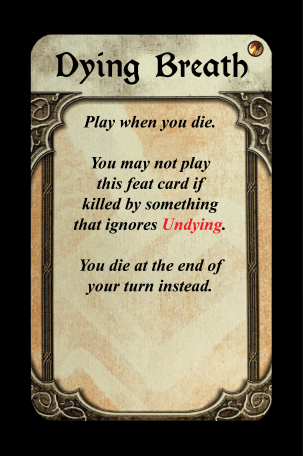 Dying Breath
Play when you die.
You may not play
this feat card if
killed by something
that ignores Undying.
You die at the end of
your turn instead.